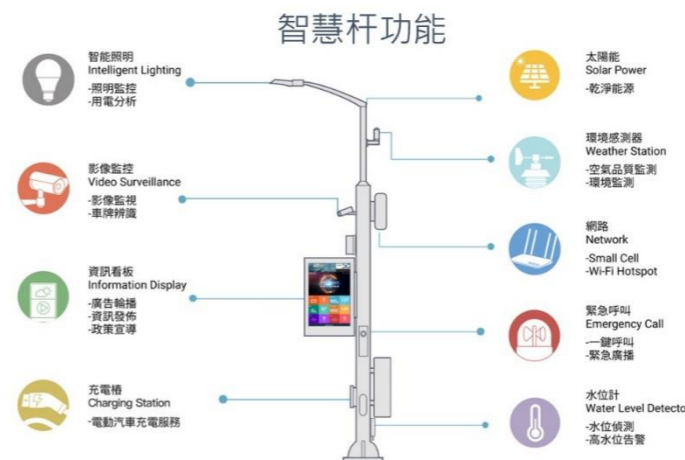 智慧杆功能
智能照明
Intelligent Lighting
-照明監控
-用電分析
影像監控
Video Surveillance
-影像監視
-車牌辨識
資訊看板
Information Display
-廣告輪播
-資訊發佈
-政策宣導
充電樁
Charging Station
-電動汽車充電服務
太陽能
Solar Power
-乾淨能源
環境感測器
Weather Station
-空氣品質監測
-環境監測
網路
Network
-Small Cell
-Wi-Fi Hotspot
緊急呼叫
Emergency Call
-一鍵呼叫
-緊急廣播
水位計
Water Level Detecto
-水位偵測
-高水位告警